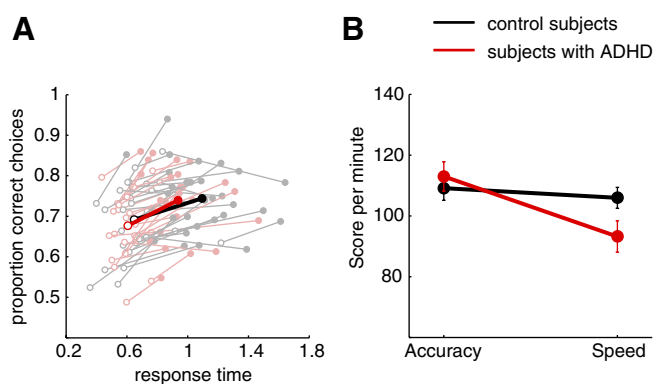 A
B
control subjects
subjects with ADHD
proportion correct choices
1
0.9
0.8
0.7
0.6
0.5
0.2
0.6
1
1.4
1.8
response time
Score per minute
140
120
100
80
Accuracy
Speed